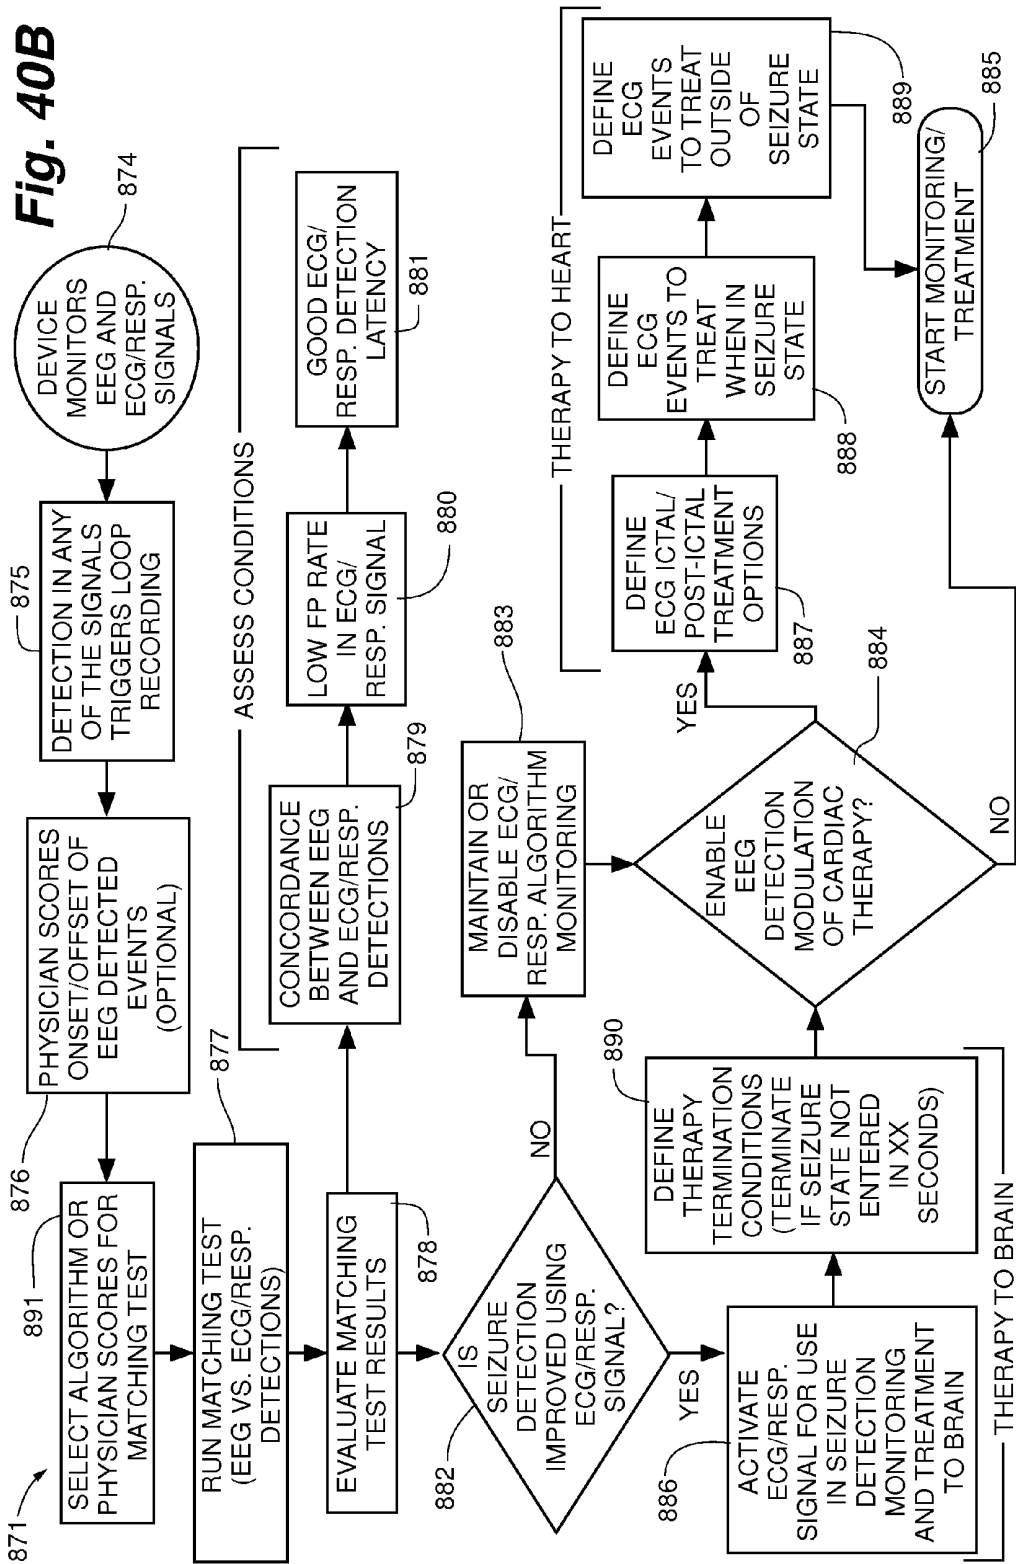 Fig. 40B
871
874
DEVICE
MONITORS
EEG AND
ECG/RESP.
SIGNALS
875
DETECTION IN ANY
OF THE SIGNALS
TRIGGERS LOOP
RECORDING
876
PHYSICIAN SCORES
ONSET/OFFSET OF
EEG DETECTED
EVENTS
(OPTIONAL)
891
SELECT ALGORITHM OR
PHYSICIAN SCORES FOR
MATCHING TEST
877
RUN MATCHING TEST
(EEG VS. ECG/RESP.
DETECTIONS)
EVALUATE MATCHING
TEST RESULTS
878
ASSESS CONDITIONS
CONCORDANCE
BETWEEN EEG
AND ECG/RESP.
DETECTIONS
879
LOW FP RATE
IN ECG/
RESP. SIGNAL
880
GOOD ECG/
RESP. DETECTION
LATENCY
881
882
IS
SEIZURE
DETECTION
IMPROVED USING
ECG/RESP.
SIGNAL?
NO
YES
883
MAINTAIN OR
DISABLE ECG/
RESP. ALGORITHM
MONITORING
886
ACTIVATE
ECG/RESP.
SIGNAL FOR USE
IN SEIZURE
DETECTION
MONITORING
AND TREATMENT
TO BRAIN
890
DEFINE
THERAPY
TERMINATION
CONDITIONS
(TERMINATE
IF SEIZURE
STATE NOT
ENTERED
IN XX
SECONDS)
THERAPY TO BRAIN
884
ENABLE
EEG
DETECTION
MODULATION
OF CARDIAC
THERAPY?
YES
NO
THERAPY TO HEART
DEFINE
ECG ICTAL/
POST-ICTAL
TREATMENT
OPTIONS
887
DEFINE
ECG
EVENTS TO
TREAT
WHEN IN
SEIZURE
STATE
888
DEFINE
ECG
EVENTS
TO TREAT
OUTSIDE
OF
SEIZURE
STATE
889
START MONITORING/
TREATMENT
885